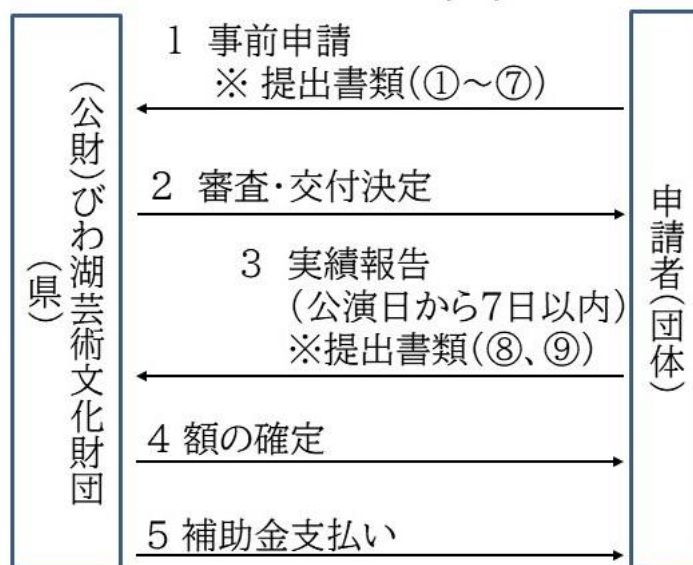 1 事前申請
※ 提出書類(①～⑦)
2 審査・交付決定
3 実績報告
(公演日から7日以内)
※提出書類(⑧、⑨)
4 額の確定
5 補助金支払い
(公財)びわ湖芸術文化財団
(県)
申請者(団体)